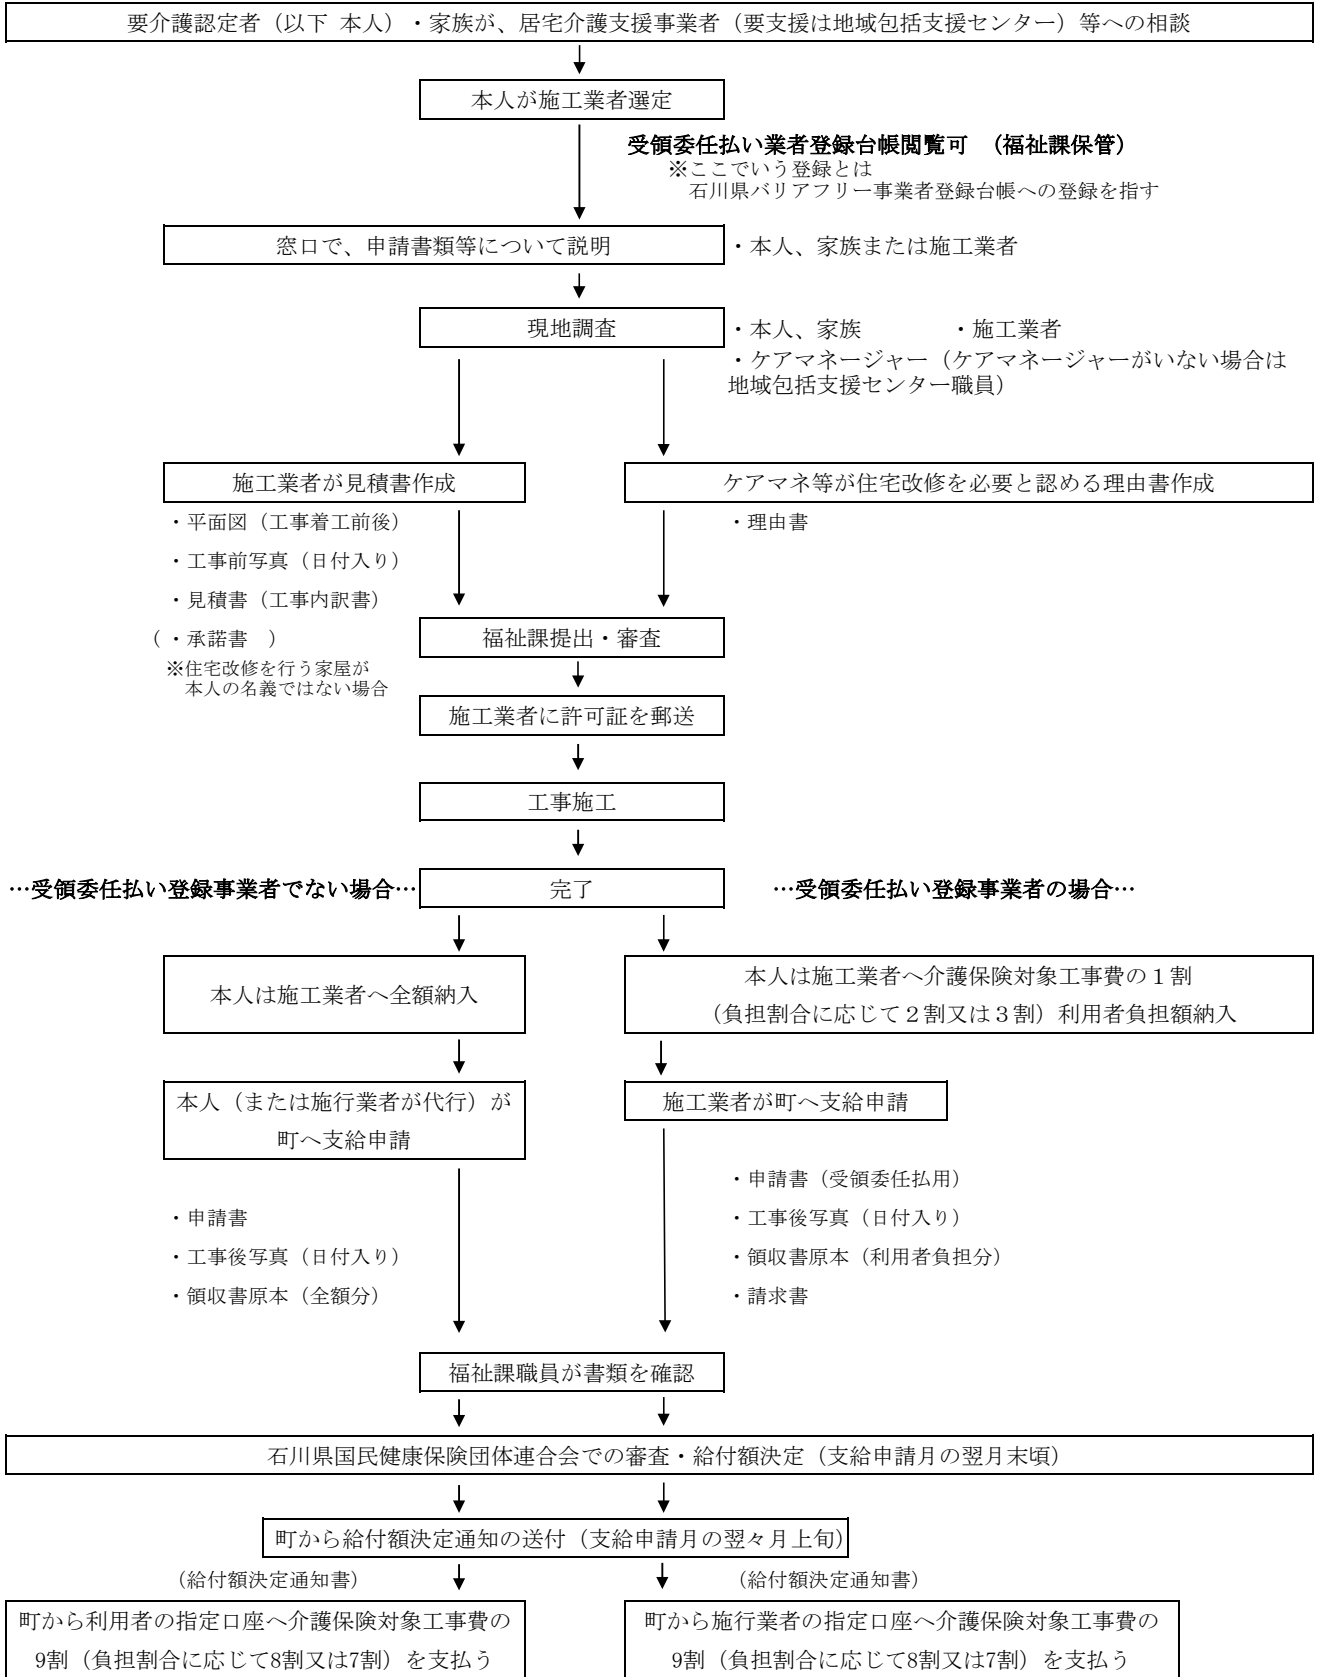 要介護認定者（以下 本人）・家族が、居宅介護支援事業者（要支援は地域包括支援センター）等への相談
本人が施工業者選定
受領委任払い業者登録台帳閲覧可　（福祉課保管）
※ここでいう登録とは
石川県バリアフリー事業者登録台帳への登録を指す
窓口で、申請書類等について説明
・本人、家族または施工業者
現地調査
・本人、家族　　　　・施工業者
・ケアマネージャー（ケアマネージャーがいない場合は
地域包括支援センター職員）
施工業者が見積書作成
ケアマネ等が住宅改修を必要と認める理由書作成
・平面図（工事着工前後）
・理由書
・工事前写真（日付入り）
・見積書（工事内訳書）
（ ・承諾書　）
※住宅改修を行う家屋が
本人の名義ではない場合
福祉課提出・審査
施工業者に許可証を郵送
工事施工
…受領委任払い登録事業者でない場合…
完了
…受領委任払い登録事業者の場合…
本人は施工業者へ全額納入
本人は施工業者へ介護保険対象工事費の１割
（負担割合に応じて２割又は３割）利用者負担額納入
本人（または施行業者が代行）が
町へ支給申請
施工業者が町へ支給申請
・申請書
・工事後写真（日付入り）
・領収書原本（全額分）
・申請書（受領委任払用）
・工事後写真（日付入り）
・領収書原本（利用者負担分）
・請求書
福祉課職員が書類を確認
石川県国民健康保険団体連合会での審査・給付額決定（支給申請月の翌月末頃）
町から給付額決定通知の送付（支給申請月の翌々月上旬）
（給付額決定通知書）
（給付額決定通知書）
町から利用者の指定口座へ介護保険対象工事費の
9割（負担割合に応じて8割又は7割）を支払う
町から施行業者の指定口座へ介護保険対象工事費の
9割（負担割合に応じて8割又は7割）を支払う